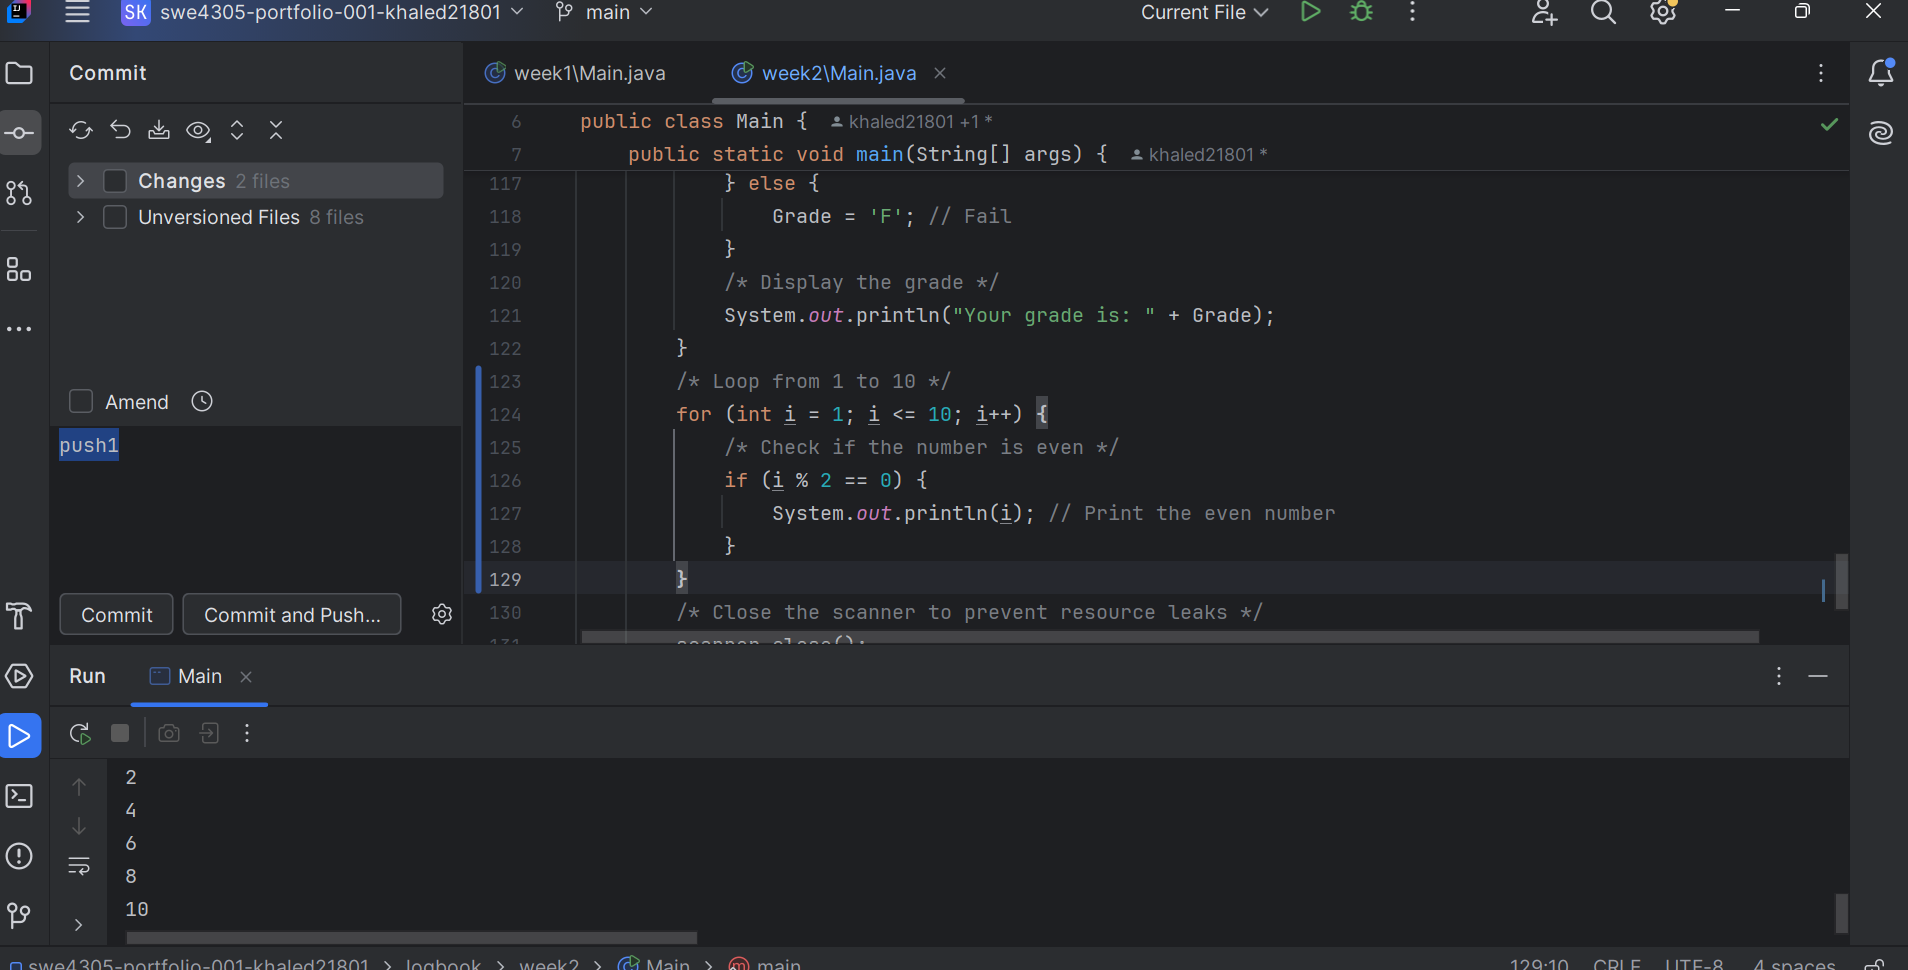 SK swe4305-portfolio-001-khaled21801 main Current File
Commit
week1\Main.java week2\Main.java
Changes 2 files
Unversioned Files 8 files
Amend
push1
Commit Commit and Push...
6 public class Main { khaled21801 +1 *
7 public static void main(String[] args) { khaled21801 *
117 } else {
118 Grade = 'F'; // Fail
119 }
120 /* Display the grade */
121 System.out.println("Your grade is: " + Grade);
122 }
123 /* Loop from 1 to 10 */
124 for (int i = 1; i <= 10; i++) {
125 /* Check if the number is even */
126 if (i % 2 == 0) {
127 System.out.println(i); // Print the even number
128 }
129 }
130 /* Close the scanner to prevent resource leaks */
131 scanner.close();
Run Main
2
4
6
8
10
swe4305-portfolio-001-khaled21801 > logbook > week2 > Main > main 129:10 CRLF UTF-8 4 spaces